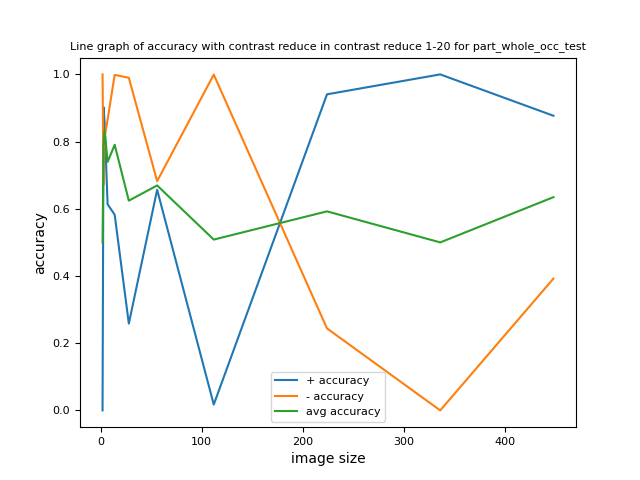 Line graph of accuracy with contrast reduce in contrast reduce 1-20 for part_whole_occ_test
1.0
0.8
0.6
0.4
0.2
0.0
accuracy
0 100 200 300 400
image size
+ accuracy
- accuracy
avg accuracy